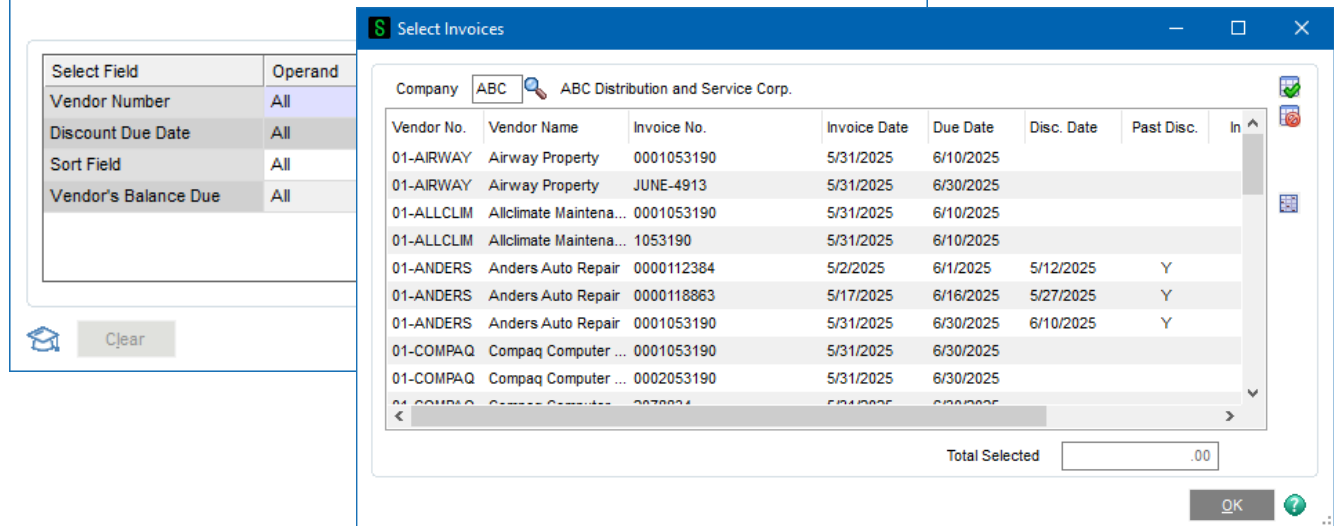 Select Invoices
Select Field Operand
Vendor Number All
Discount Due Date All
Sort Field All
Vendor's Balance Due All
Clear
Company ABC ABC Distribution and Service Corp.
Vendor No. Vendor Name Invoice No. Invoice Date Due Date Disc. Date Past Disc. In
01-AIRWAY Airway Property 0001053190 5/31/2025 6/10/2025
01-AIRWAY Airway Property JUNE-4913 5/31/2025 6/30/2025
01-ALLCLIM Allclimate Maintena... 0001053190 5/31/2025 6/10/2025
01-ALLCLIM Allclimate Maintena... 1053190 5/31/2025 6/10/2025
01-ANDERS Anders Auto Repair 0000112384 5/2/2025 6/1/2025 5/12/2025 Y
01-ANDERS Anders Auto Repair 0000118863 5/17/2025 6/16/2025 5/27/2025 Y
01-ANDERS Anders Auto Repair 0001053190 5/31/2025 6/30/2025 6/10/2025 Y
01-COMPAQ Compaq Computer ... 0001053190 5/31/2025 6/30/2025
01-COMPAQ Compaq Computer ... 0002053190 5/31/2025 6/30/2025
Total Selected .00
OK